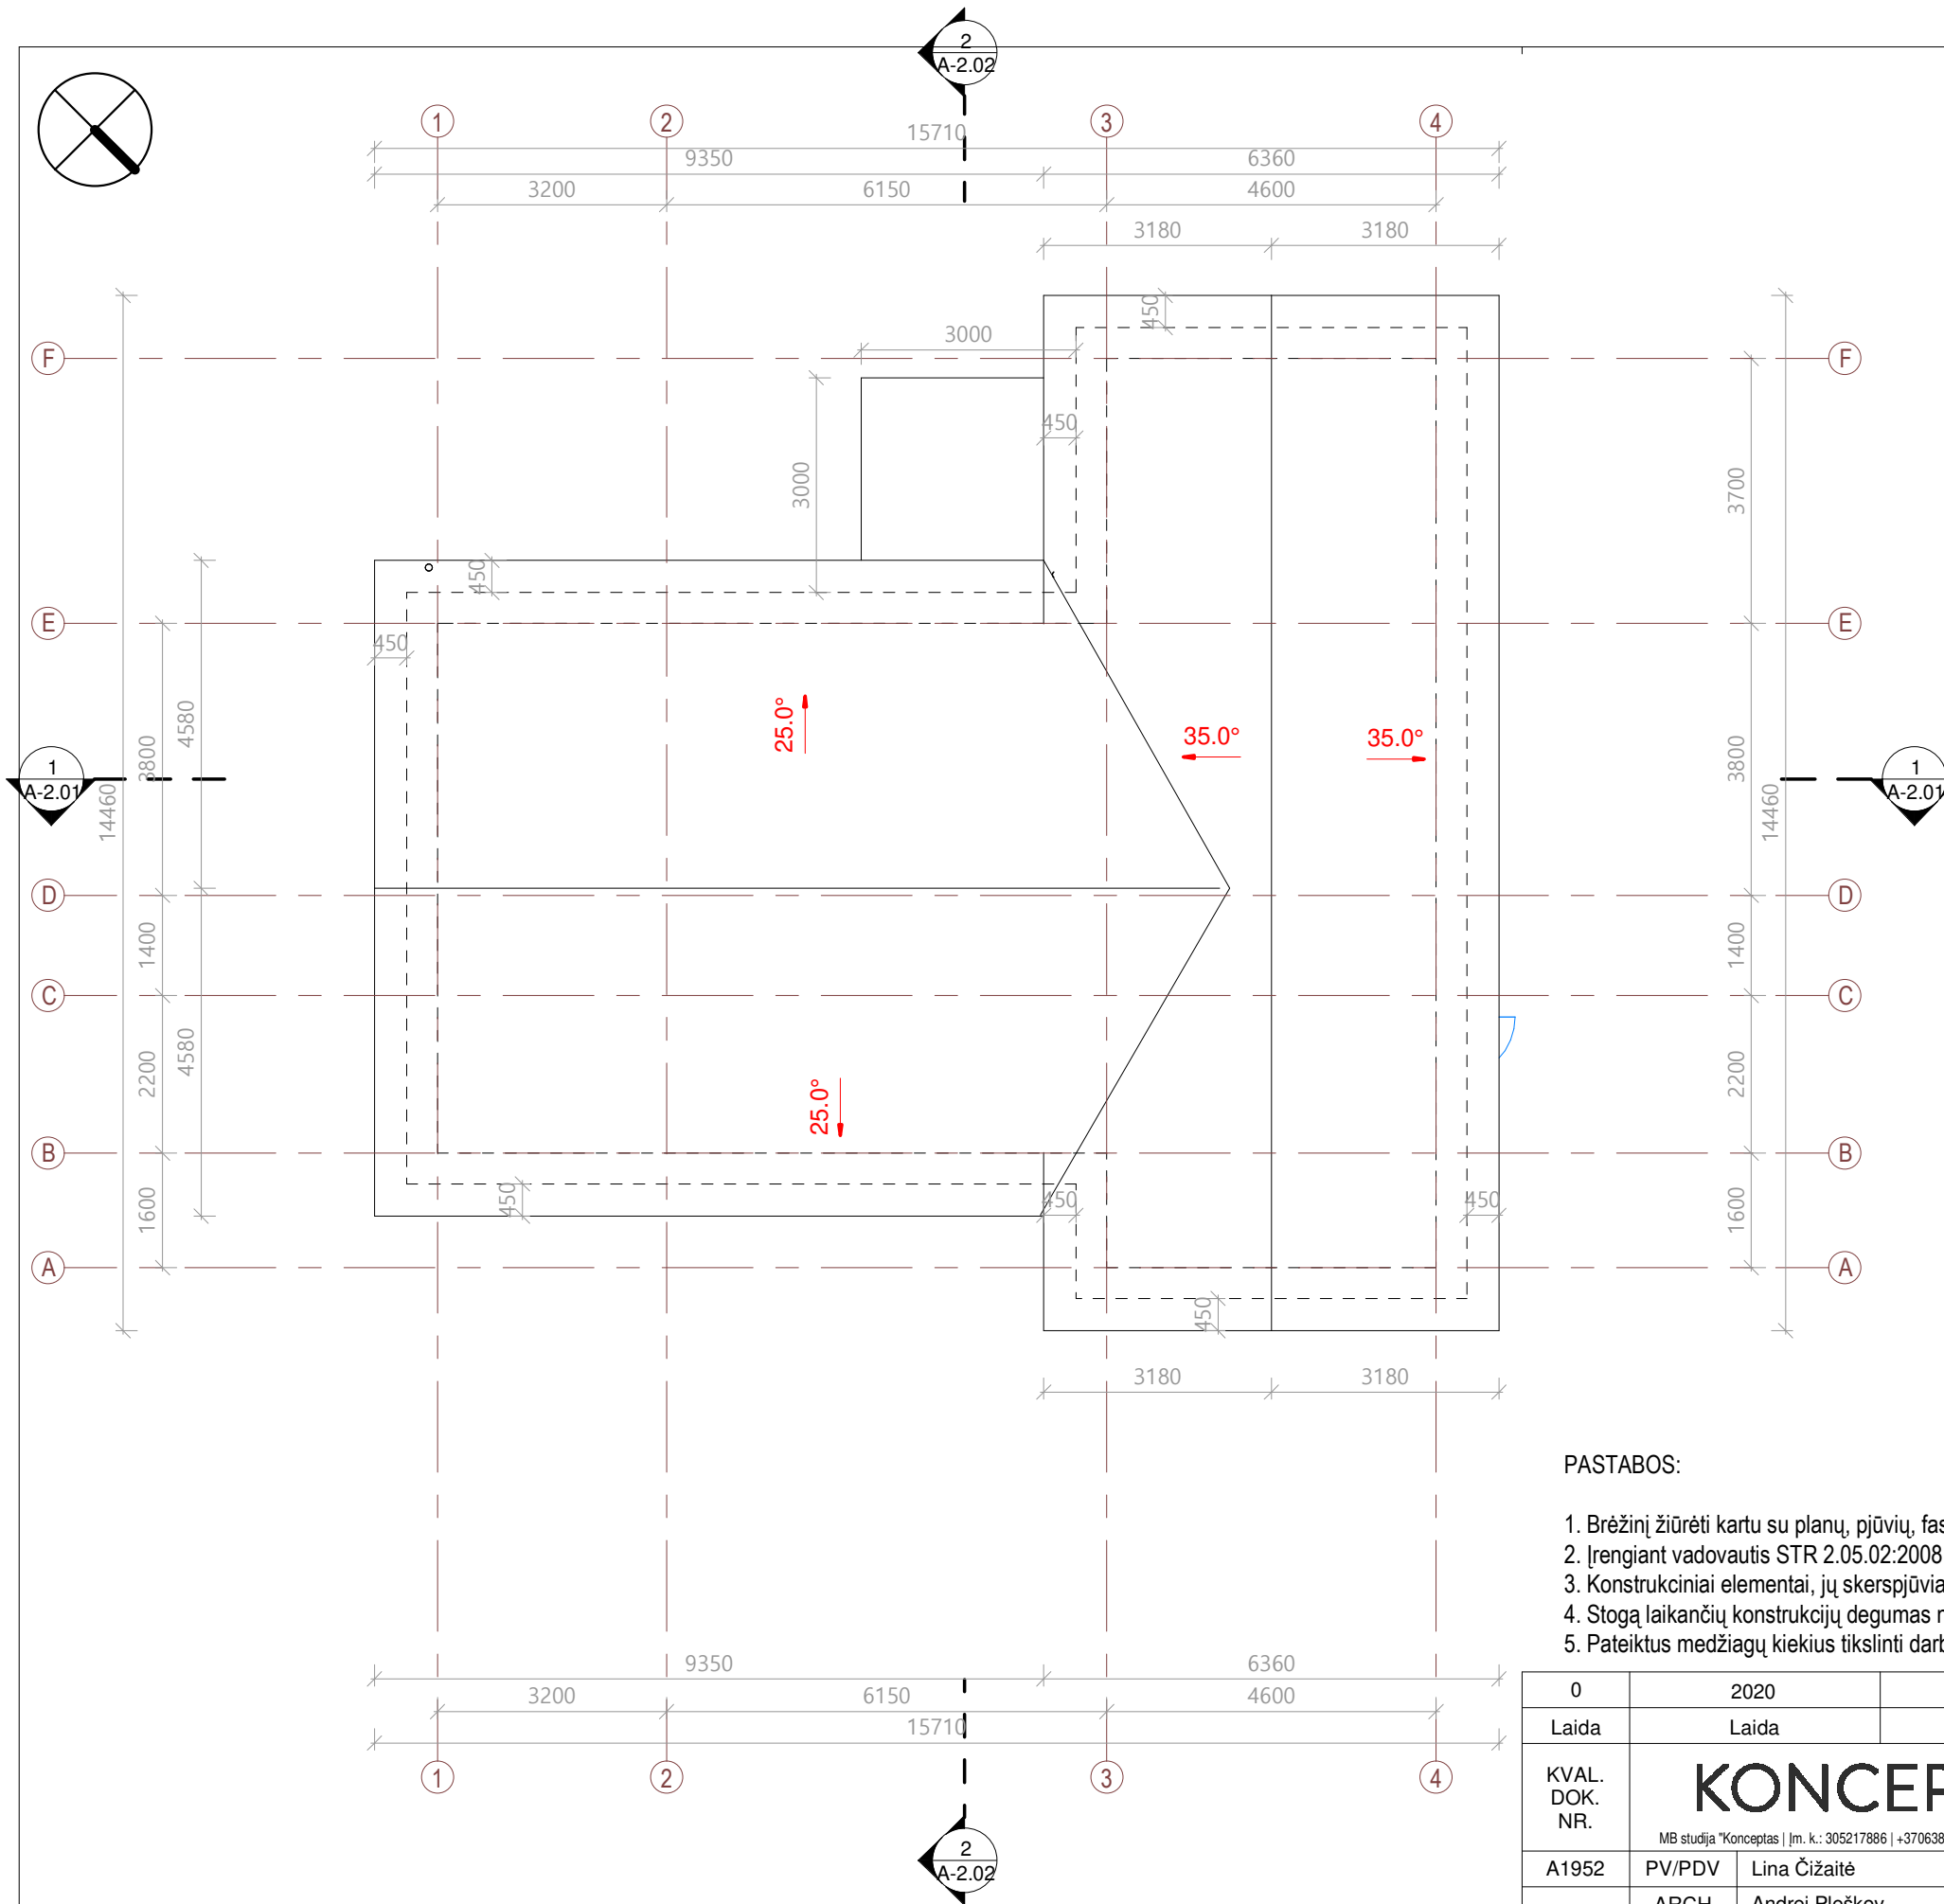 2
A-2.02
1
2
3
4
15710
9350
6360
3200
6150
4600
3180
3180
450
3000
F
F
450
3000
3700
450
E
E
450
4580
3800
25.0°
35.0°
35.0°
3800
1
A-2.01
14460
14460
1
A-2.01
D
D
1400
1400
C
C
4580
2200
25.0°
2200
B
B
1600
450
450
450
1600
A
A
450
3180
3180
PASTABOS:
1. Brėžinį žiūrėti kartu su planų, pjūvių,
2. Įrengiant vadovautis STR 2.05.02:2008
3. Konstrukciniai elementai, jų
4. Stogą laikančių konstrukcijų degumas
5. Pateiktus medžiagų kiekius tikslinti
9350
6360
3200
6150
4600
15710
1
2
3
4
2
A-2.02
0
2020
Laida
Laida
KVAL.
DOK.
NR.
KONCEP
MB studija "Konceptas | Įm. k.: 305217886 | +370638
A1952
PV/PDV
Lina Čižaitė
ARCH
Andrej Pleškov